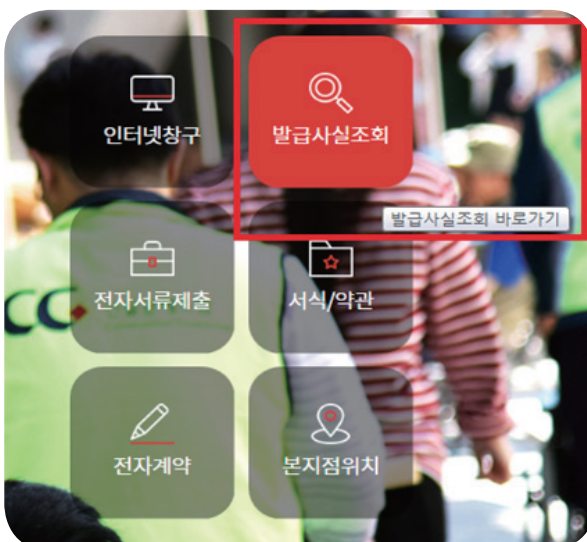 인터넷창구
발급사실조회
발급사실조회 바로가기
전자서류제출
서식/약관
CC
전자계약
본지점위치